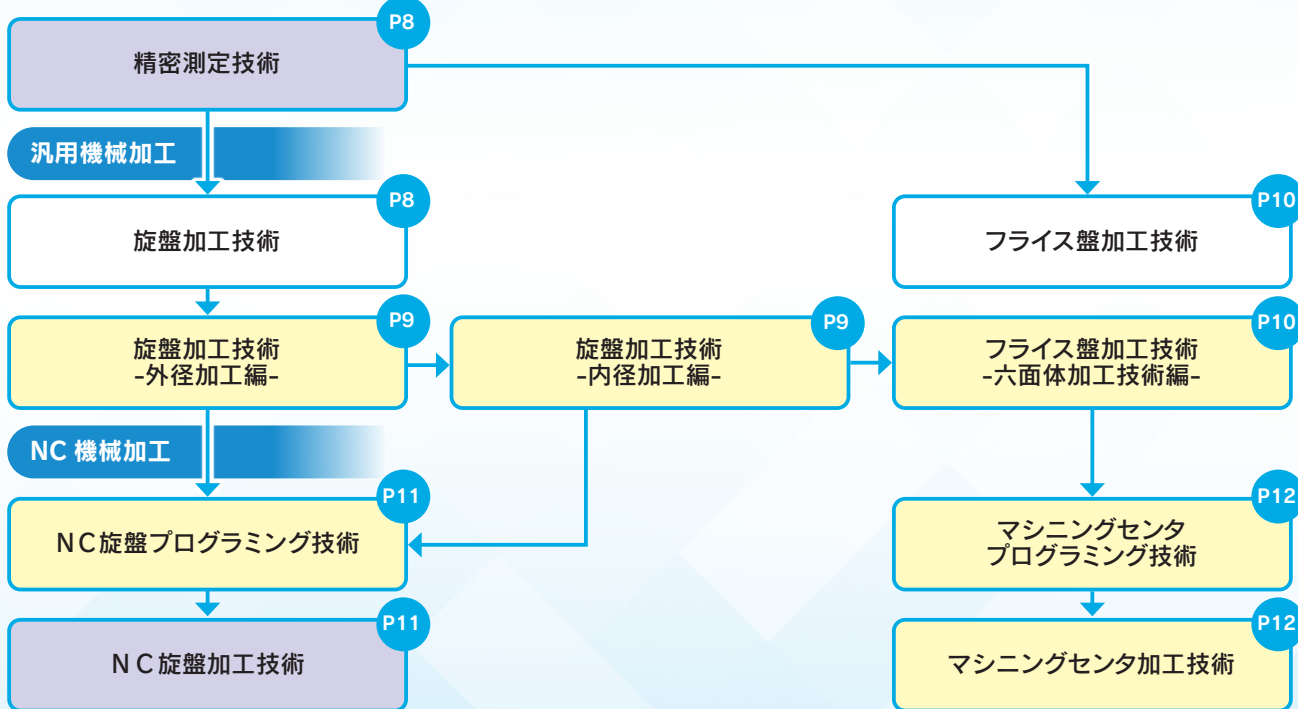 P8
精密測定技術
汎用機械加工
P8
旋盤加工技術
P10
フライス盤加工技術
P9
旋盤加工技術
-外径加工編-
P9
旋盤加工技術
-内径加工編-
P10
フライス盤加工技術
-六面体加工技術編-
NC 機械加工
P11
NC旋盤プログラミング技術
P12
マシニングセンタ
プログラミング技術
P11
NC旋盤加工技術
P12
マシニングセンタ加工技術